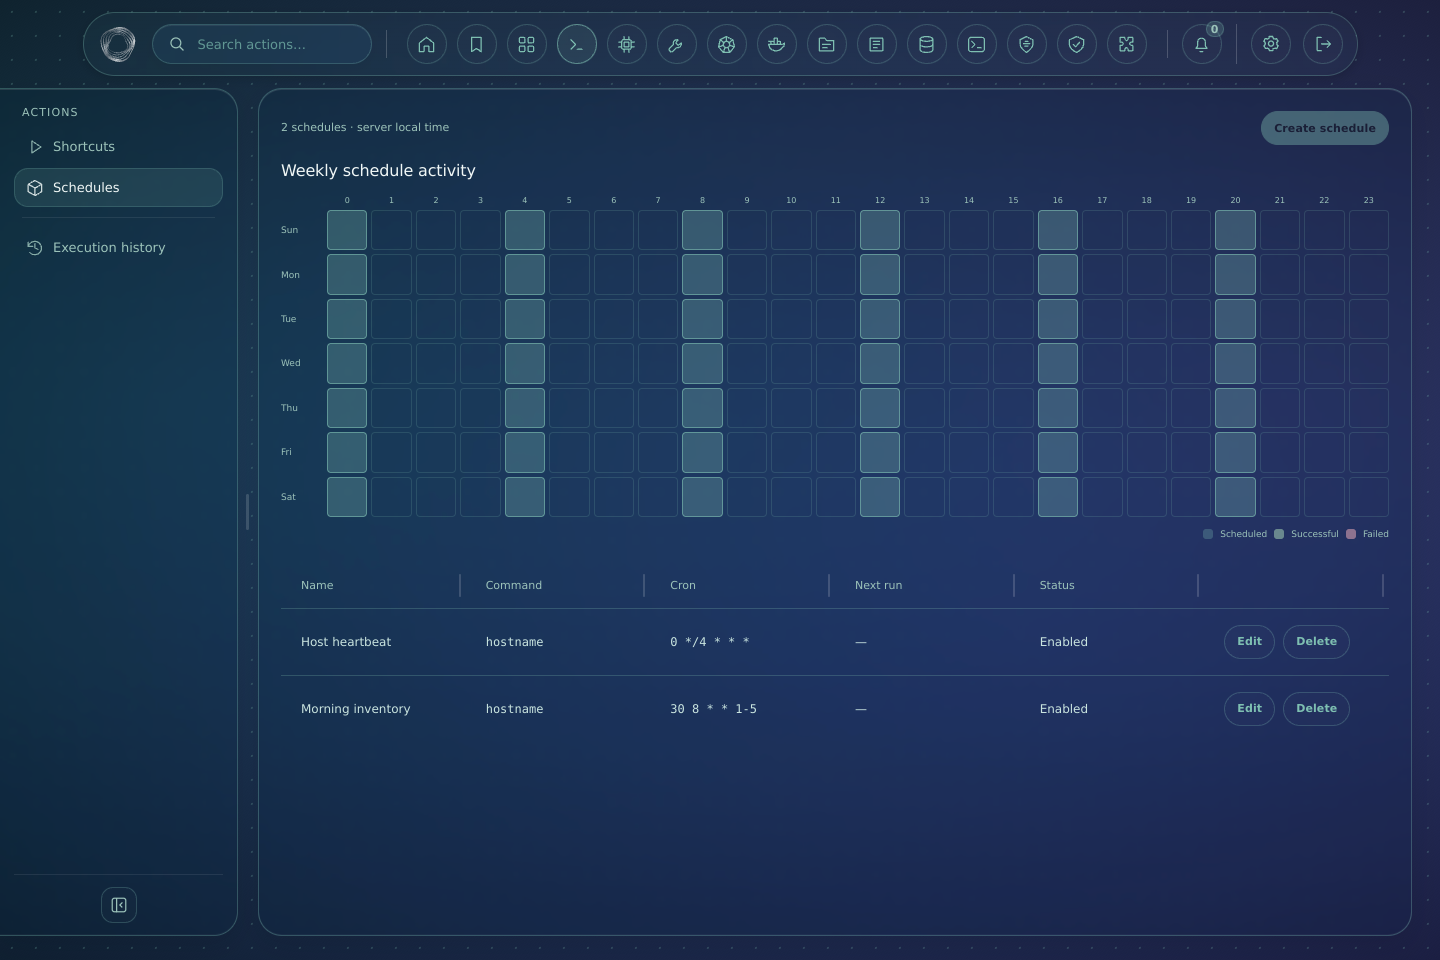 Search actions...
0
ACTIONS
Shortcuts
Schedules
Execution history
2 schedules · server local time
Create schedule
Weekly schedule activity
0 1 2 3 4 5 6 7 8 9 10 11 12 13 14 15 16 17 18 19 20 21 22 23
Sun
Mon
Tue
Wed
Thu
Fri
Sat
Scheduled Successful Failed
Name Command Cron Next run Status
Host heartbeat hostname 0 */4 * * * — Enabled Edit Delete
Morning inventory hostname 30 8 * * 1-5 — Enabled Edit Delete